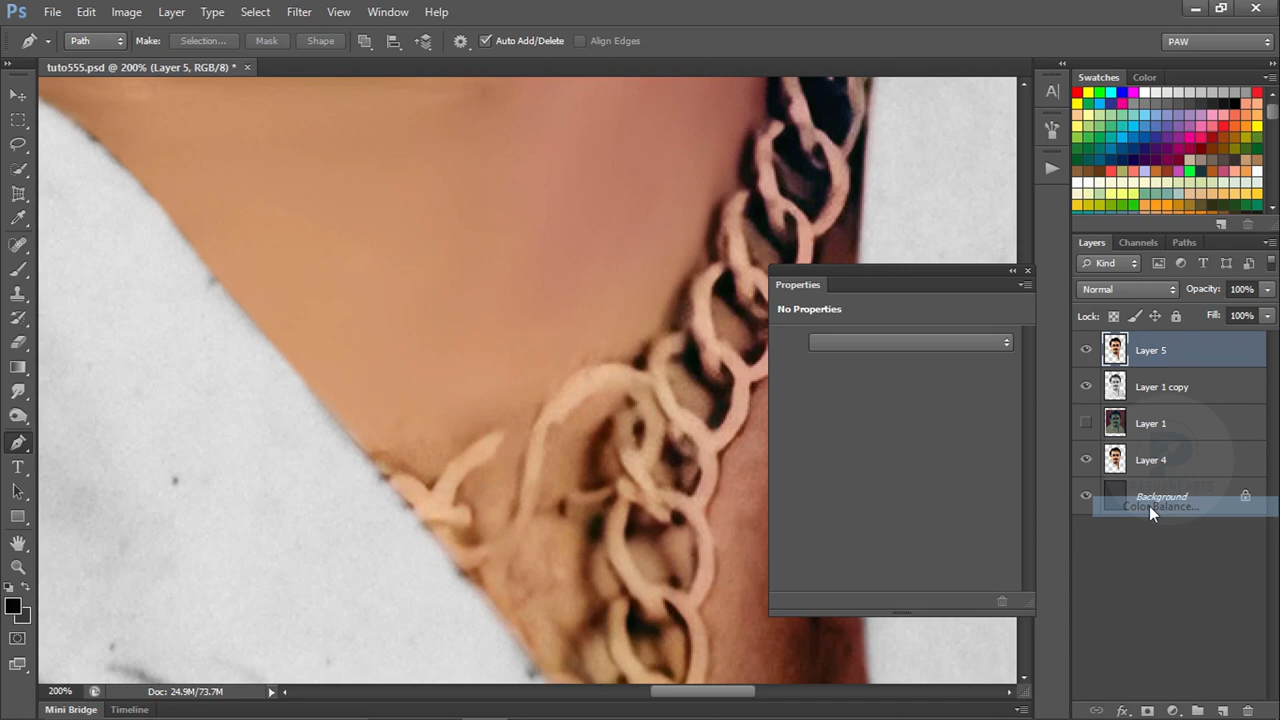 Ps File Edit Image Layer Type Select Filter View Window Help
Path Make: Selection... Mask Shape Auto Add/Delete Align Edges PAW
tuto555.psd @ 200% (Layer 5, RGB/8) *
Swatches Color
Properties
No Properties
Layers Channels Paths
Kind
Normal Opacity: 100%
Lock: Fill: 100%
Layer 5
Layer 1 copy
Layer 1
Layer 4
Background
Color Balance...
200% Doc: 24.9M/73.7M
Mini Bridge Timeline